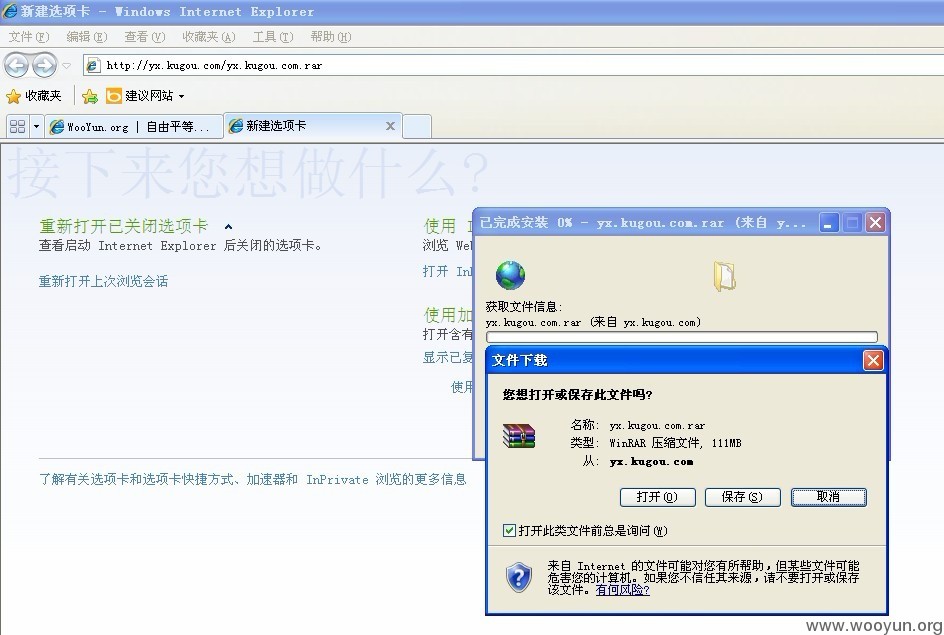 新建选项卡 - Windows Internet Explorer
文件(F) 编辑(E) 查看(V) 收藏夹(A) 工具(T) 帮助(H)
http://yx.kugou.com/yx.kugou.com.rar
收藏夹 建议网站
WooYun.org | 自由平等... 新建选项卡 X
接下来您想做什么?
重新打开已关闭选项卡
查看启动 Internet Explorer 后关闭的选项卡。
重新打开上次浏览会话
使用
浏览 Web
打开 InP
使用加
打开含有
显示已复
使用
了解有关选项卡和选项卡快捷方式、加速器和 InPrivate 浏览的更多信息
已完成安装 0% - yx.kugou.com.rar (来自 y...
获取文件信息:
yx.kugou.com.rar (来自 yx.kugou.com)
文件下载
您想打开或保存此文件吗?
名称: yx.kugou.com.rar
类型: WinRAR 压缩文件, 111MB
从: yx.kugou.com
打开(O) 保存(S) 取消
打开此类文件前总是询问(W)
来自 Internet 的文件可能对您有所帮助，但某些文件可能
危害您的计算机。如果您不信任其来源，请不要打开或保存
该文件。有何风险?
www.wooyun.org